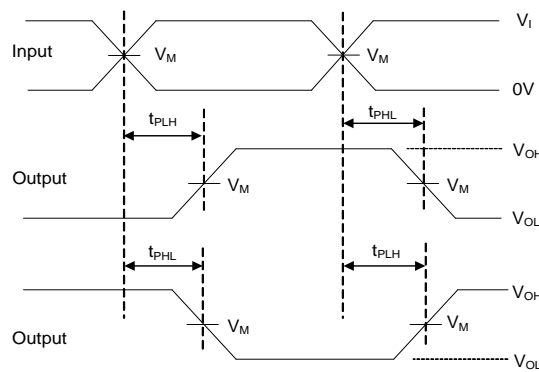 V_I
Input V_M V_M
0V
t_PLH t_PHL
V_OH
Output V_M V_M
V_OL
t_PHL t_PLH
V_OH
Output V_M V_M
V_OL